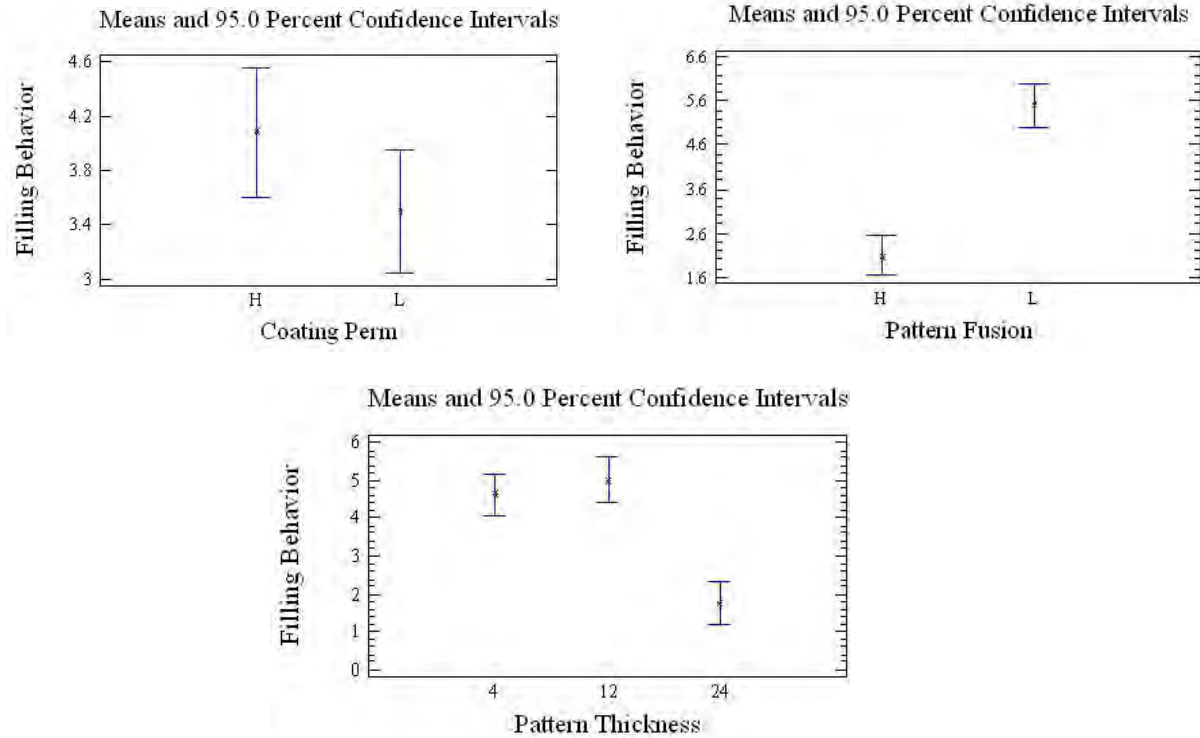 Means and 95.0 Percent Confidence Intervals
Filling Behavior
4.6
4.2
3.8
3.4
3
H L
Coating Perm
Means and 95.0 Percent Confidence Intervals
Filling Behavior
6.6
5.6
4.6
3.6
2.6
1.6
H L
Pattern Fusion
Means and 95.0 Percent Confidence Intervals
Filling Behavior
6
5
4
3
2
1
0
4 12 24
Pattern Thickness